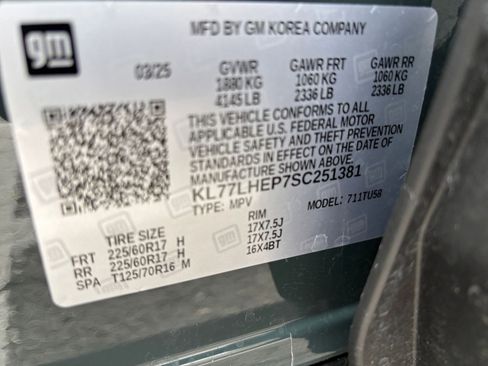 gm
MFD BY GM KOREA COMPANY
03/25 GVWR GAWR FRT GAWR RR
1880 KG 1060 KG 1060 KG
4145 LB 2336 LB 2336 LB
THIS VEHICLE CONFORMS TO ALL
APPLICABLE U.S. FEDERAL MOTOR
VEHICLE SAFETY AND THEFT PREVENTION
STANDARDS IN EFFECT ON THE DATE OF
MANUFACTURE SHOWN ABOVE.
KL77LHEP7SC251381
TYPE: MPV MODEL: 711TU58
TIRE SIZE RIM
FRT 225/60R17 H 17X7.5J
RR 225/60R17 H 17X7.5J
SPA T125/70R16 M 16X4BT